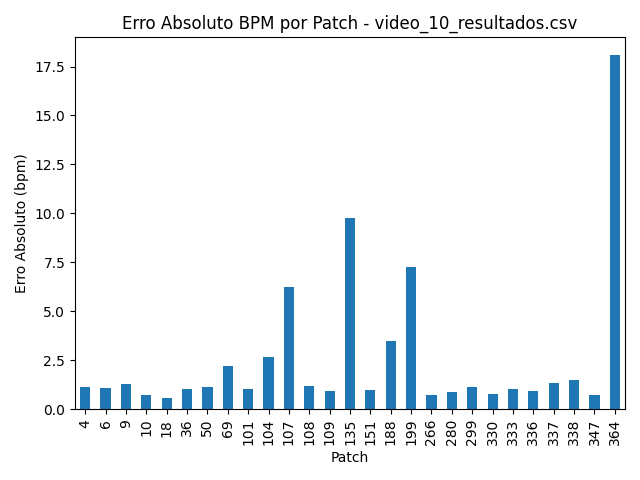 Erro Absoluto BPM por Patch - video_10_resultados.csv
17.5
15.0
12.5
10.0
7.5
5.0
2.5
0.0
Erro Absoluto (bpm)
4 6 9 10 18 36 50 69 101 104 107 108 109 135 151 188 199 266 280 299 330 333 336 337 338 347 364
Patch